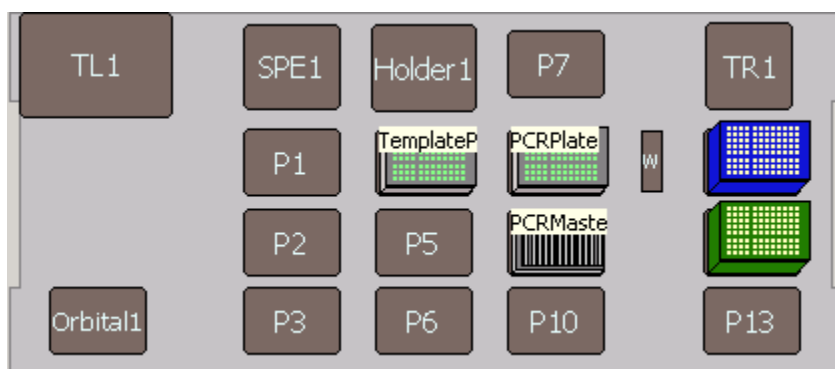 TL1
SPE1
Holder1
P7
TR1
P1
TemplateP
PCRPlate
W
P2
P5
PCRMaste
Orbital1
P3
P6
P10
P13